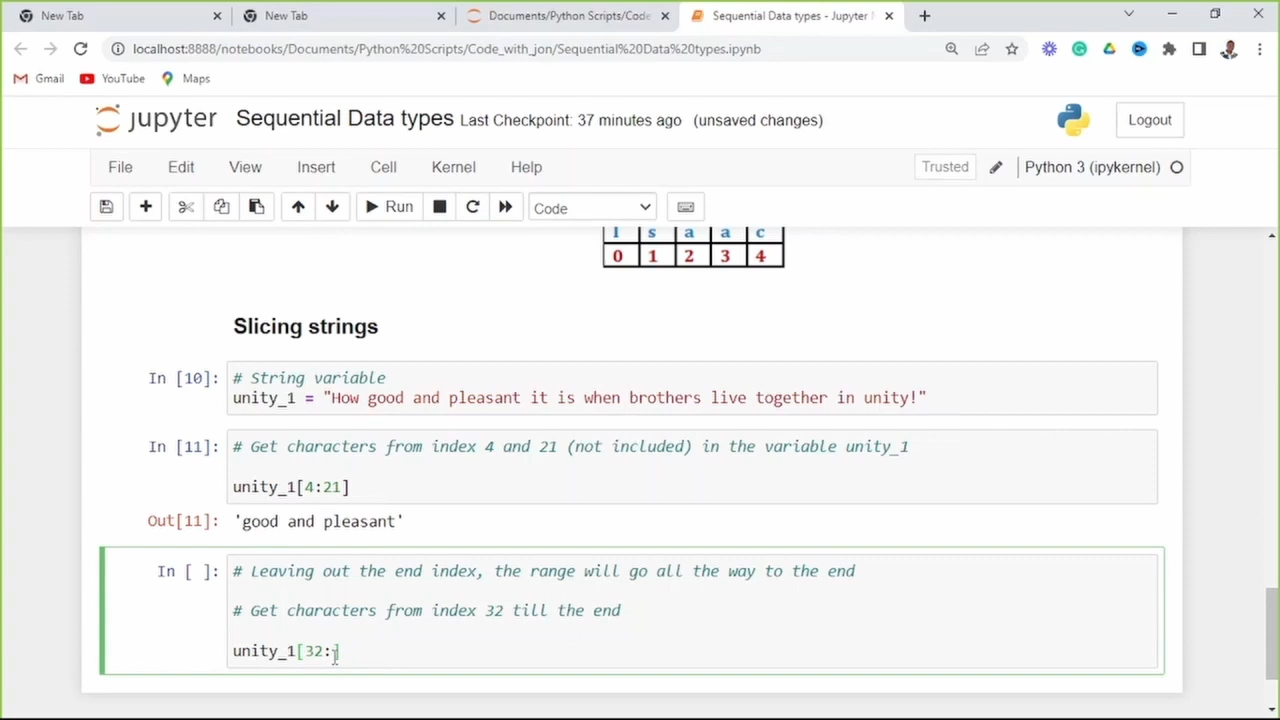 New Tab
New Tab
Documents/Python Scripts/Code
Sequential Data types - Jupyter
localhost:8888/notebooks/Documents/Python%20Scripts/Code_with_jon/Sequential%20Data%20types.ipynb
Gmail YouTube Maps
jupyter Sequential Data types Last Checkpoint: 37 minutes ago (unsaved changes) Logout
File Edit View Insert Cell Kernel Help Trusted Python 3 (ipykernel)
Run Code
I s a a c
0 1 2 3 4
Slicing strings
In [10]: # String variable
unity_1 = "How good and pleasant it is when brothers live together in unity!"
In [11]: # Get characters from index 4 and 21 (not included) in the variable unity_1
unity_1[4:21]
Out[11]: 'good and pleasant'
In [ ]: # Leaving out the end index, the range will go all the way to the end
# Get characters from index 32 till the end
unity_1[32:]